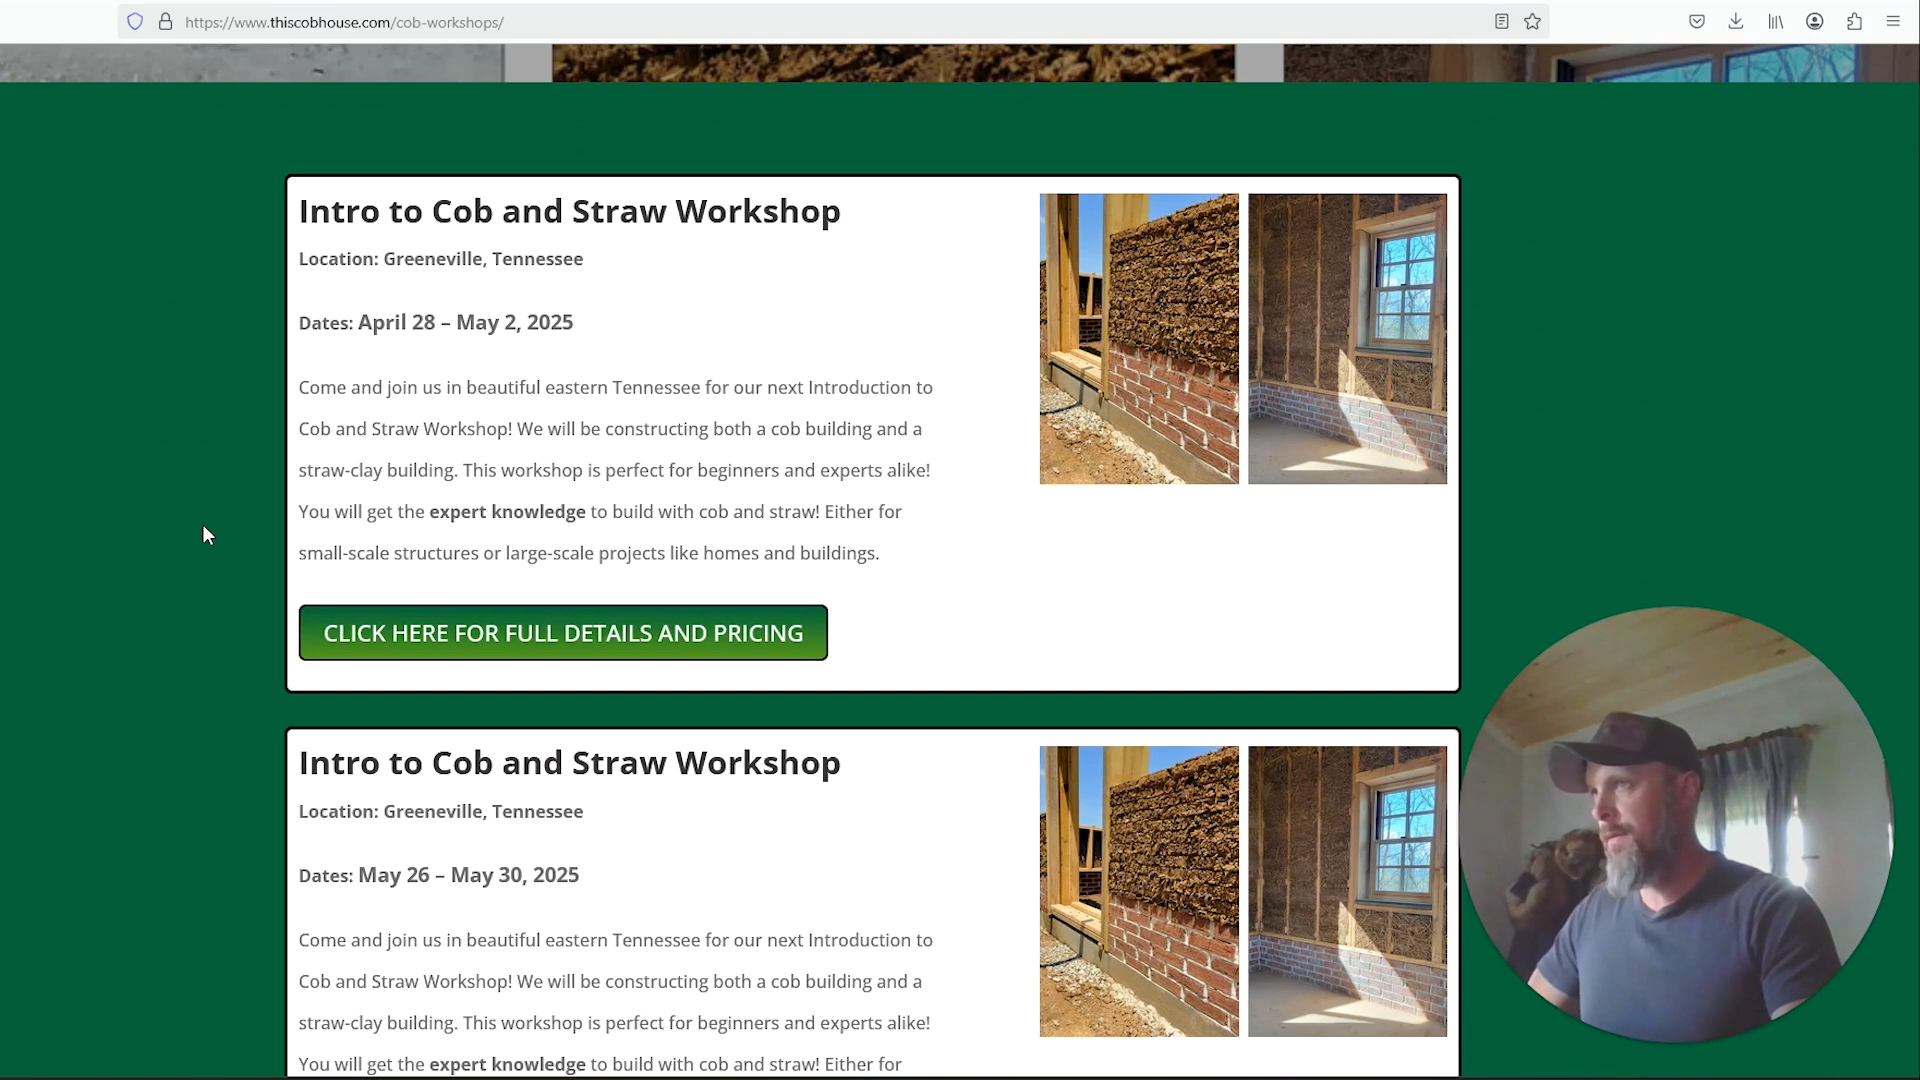 https://www.thiscobhouse.com/cob-workshops/
Intro to Cob and Straw Workshop
Location: Greeneville, Tennessee
Dates: April 28 – May 2, 2025
Come and join us in beautiful eastern Tennessee for our next Introduction to
Cob and Straw Workshop! We will be constructing both a cob building and a
straw-clay building. This workshop is perfect for beginners and experts alike!
You will get the expert knowledge to build with cob and straw! Either for
small-scale structures or large-scale projects like homes and buildings.
CLICK HERE FOR FULL DETAILS AND PRICING
Intro to Cob and Straw Workshop
Location: Greeneville, Tennessee
Dates: May 26 – May 30, 2025
Come and join us in beautiful eastern Tennessee for our next Introduction to
Cob and Straw Workshop! We will be constructing both a cob building and a
straw-clay building. This workshop is perfect for beginners and experts alike!
You will get the expert knowledge to build with cob and straw! Either for